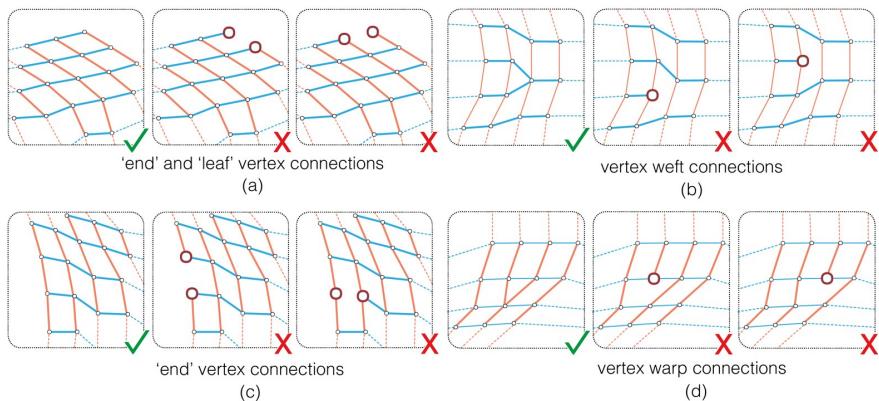 'end' and 'leaf' vertex connections
(a)
vertex weft connections
(b)
'end' vertex connections
(c)
vertex warp connections
(d)